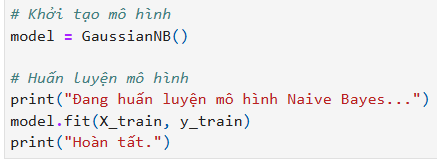 # Khởi tạo mô hình
model = GaussianNB()
# Huấn luyện mô hình
print("Đang huấn luyện mô hình Naive Bayes...")
model.fit(X_train, y_train)
print("Hoàn tất.")